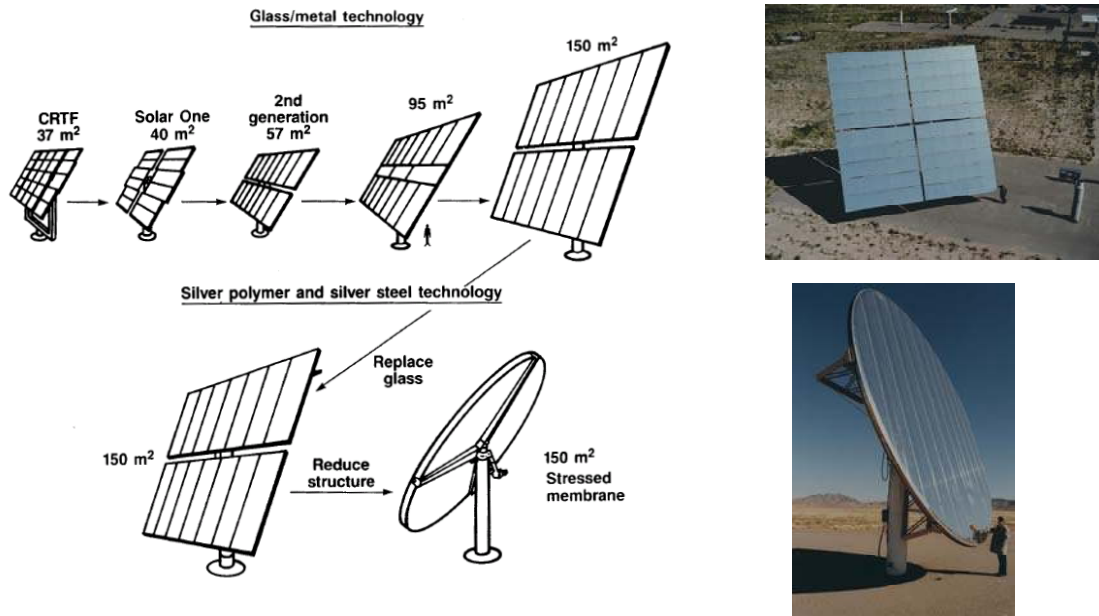 Glass/metal technology
CRTF
37 m²
Solar One
40 m²
2nd
generation
57 m²
95 m²
150 m²
Silver polymer and silver steel technology
Replace
glass
150 m²
Reduce
structure
150 m²
Stressed
membrane